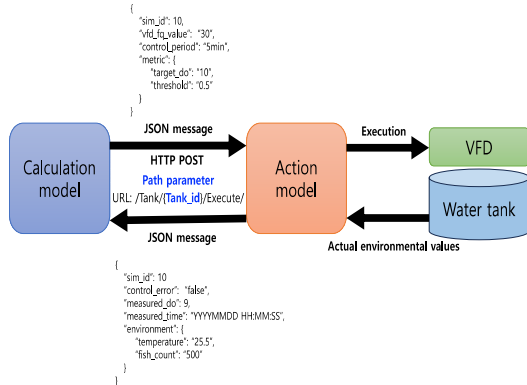 {
"sim_id": 10,
"vfd_fq_value": "30",
"control_period": "5min",
"metric": {
"target_do": "10",
"threshold": "0.5"
}
}
JSON message
HTTP POST
Path parameter
URL: /Tank/{Tank_id}/Execute/
JSON message
Calculation
model
Action
model
Execution
VFD
Water tank
Actual environmental values
{
"sim_id": 10
"control_error": "false",
"measured_do": 9,
"measured_time": "YYYYMMDD HH:MM:SS",
"environment": {
"temperature": "25.5",
"fish_count": "500"
}
}